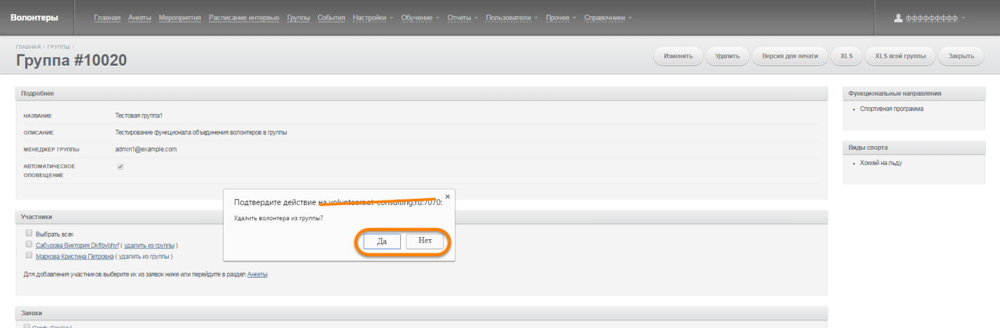 Волонтеры
Главная Анкеты Мероприятия Расписание интервью Группы События Настройки Обучение Отчеты Пользователи Прочее Справочники
ффффффффф
ГЛАВНАЯ / ГРУППЫ /
Группа #10020
Изменить Удалить Версия для печати XLS XLS всей группы Закрыть
Подробнее
НАЗВАНИЕ Тестовая группа1
ОПИСАНИЕ Тестирование функционала объединения волонтеров в группы
МЕНЕДЖЕР ГРУППЫ admin1@example.com
АВТОМАТИЧЕСКОЕ
ОПОВЕЩЕНИЕ
Функциональные направления
Спортивная программа
Виды спорта
Хоккей на льду
Подтвердите действие на volunteers.at-consulting.ru:7070:
Удалить волонтера из группы?
Да Нет
Участники
Выбрать всех
Сабурова Виктория Dkflbvbhyf ( удалить из группы )
Маркова Кристина Петровна ( удалить из группы )
Для добавления участников выберите их из заявок ниже или перейдите в раздел Анкеты
Заявки